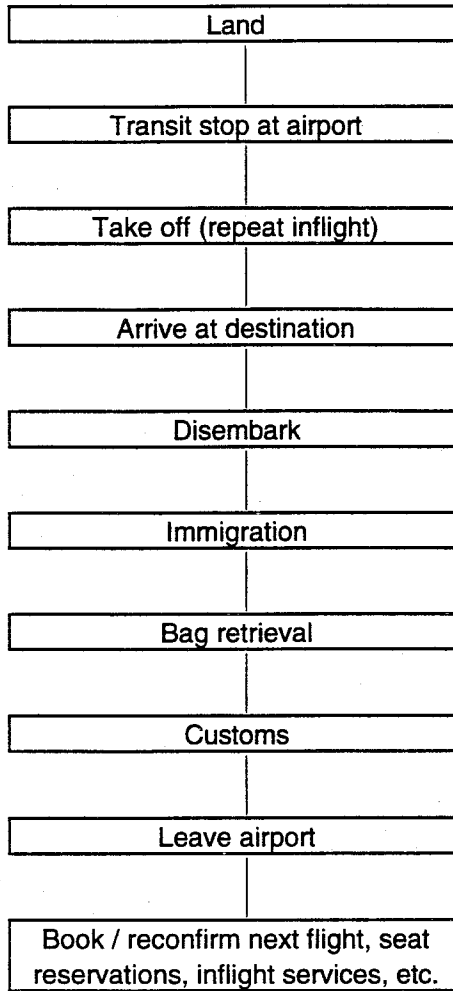 Land
Transit stop at airport
Take off (repeat inflight)
Arrive at destination
Disembark
Immigration
Bag retrieval
Customs
Leave airport
Book / reconfirm next flight, seat
reservations, inflight services, etc.